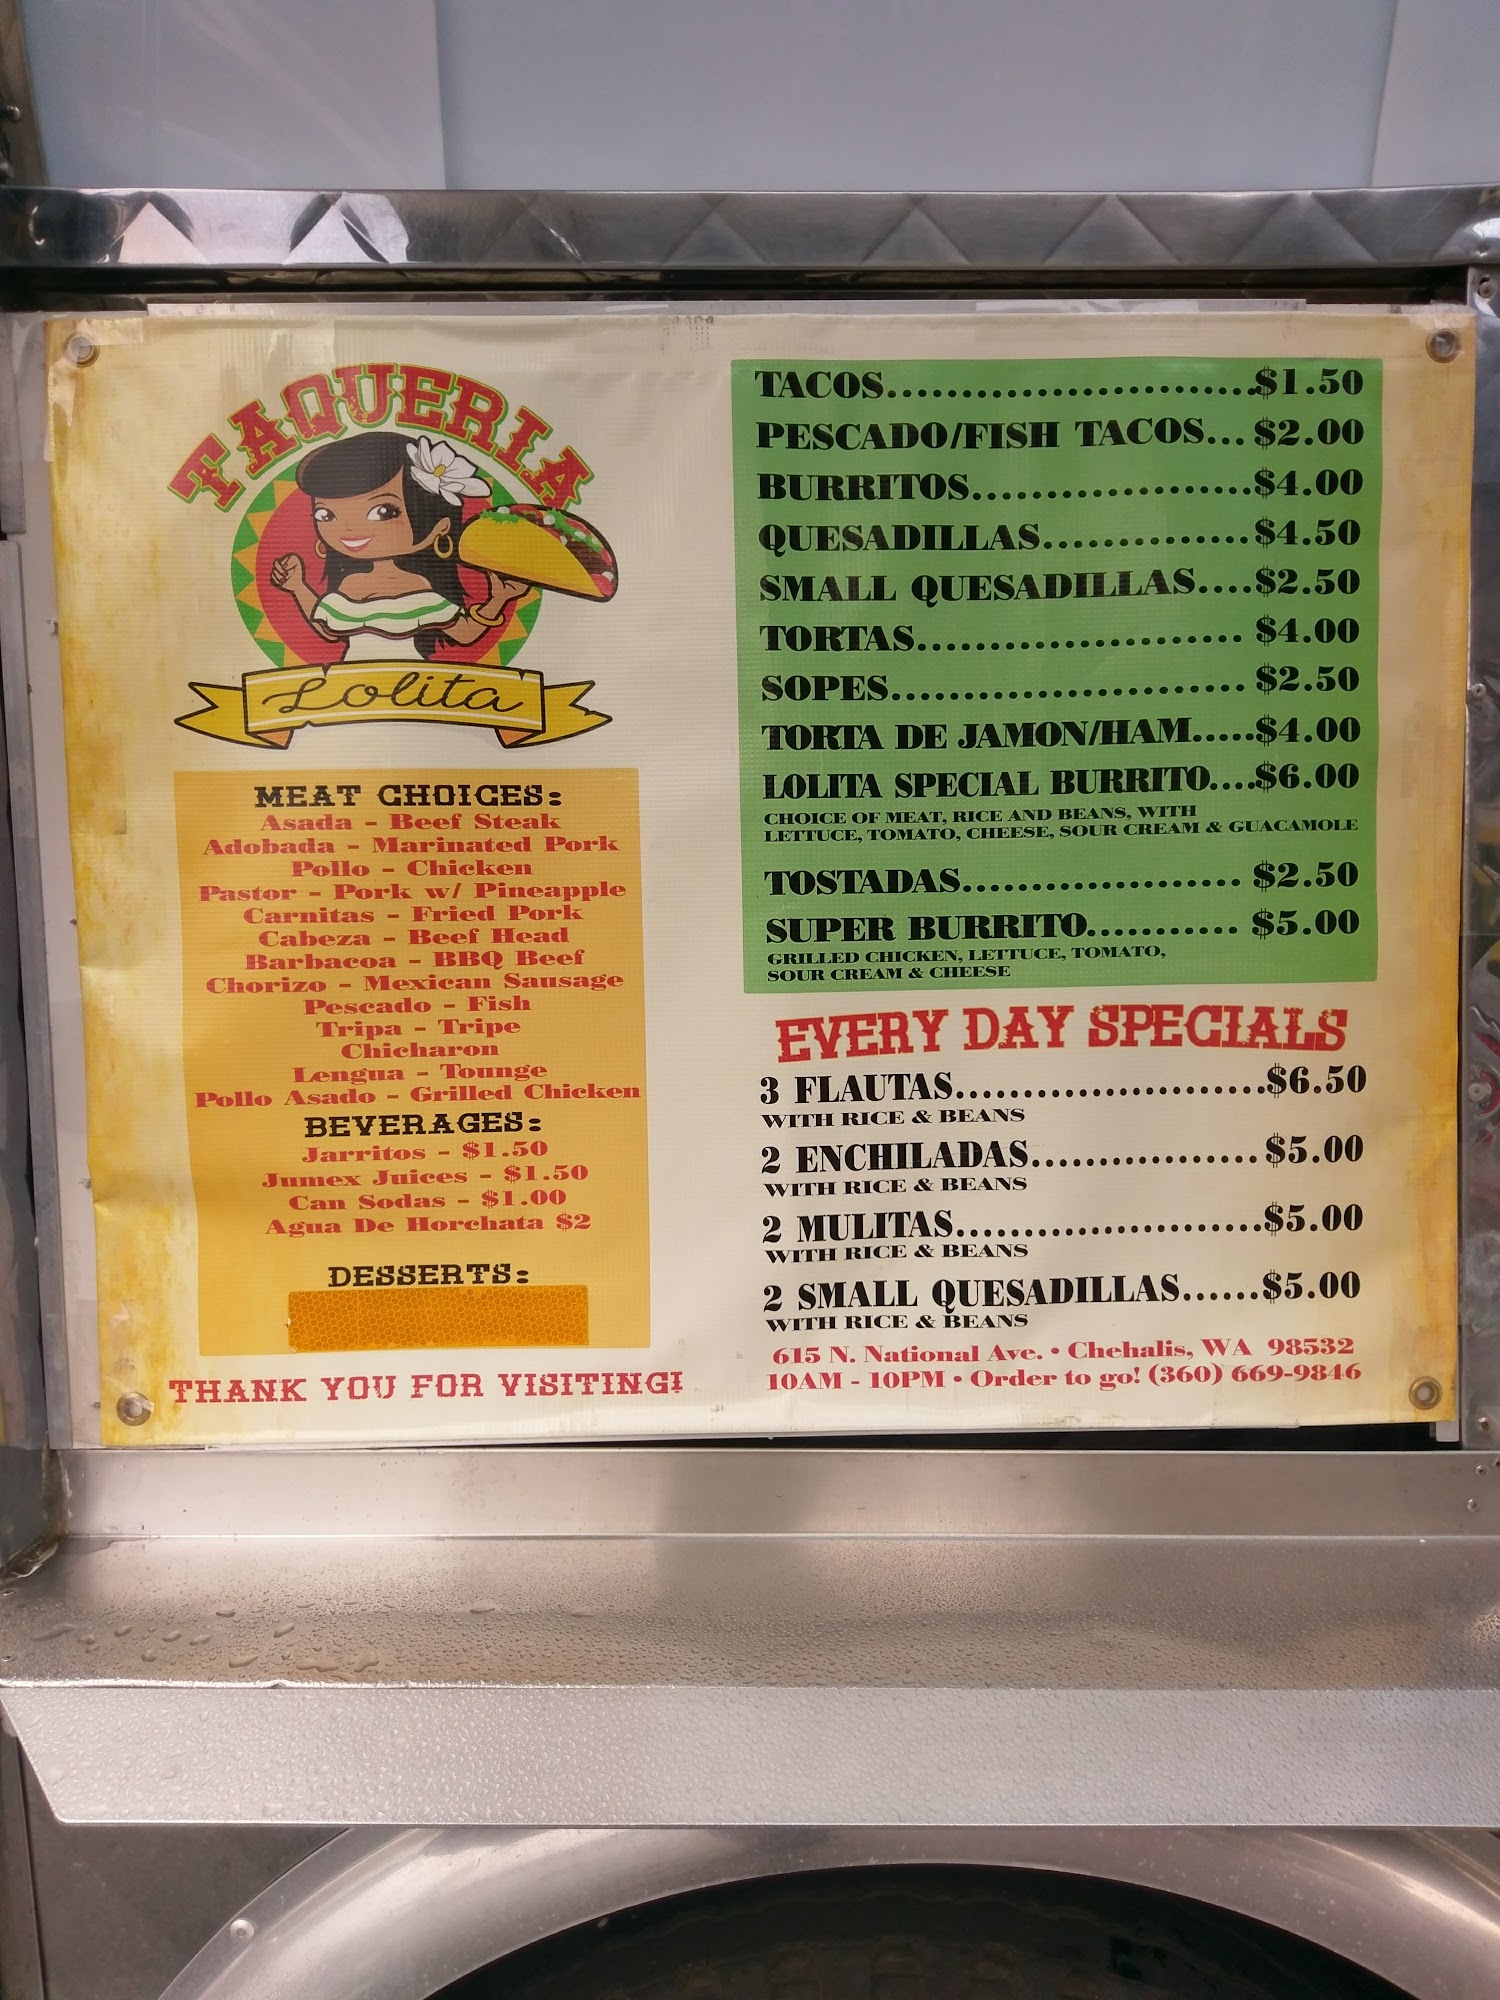 TAQUERIA
Lolita
MEAT CHOICES:
Asada - Beef Steak
Adobada - Marinated Pork
Pollo - Chicken
Pastor - Pork w/ Pineapple
Carnitas - Fried Pork
Cabeza - Beef Head
Barbacoa - BBQ Beef
Chorizo - Mexican Sausage
Pescado - Fish
Tripa - Tripe
Chicharon
Lengua - Tounge
Pollo Asado - Grilled Chicken
BEVERAGES:
Jarritos - $1.50
Jumex Juices - $1.50
Can Sodas - $1.00
Agua De Horchata $2
DESSERTS:
THANK YOU FOR VISITING!
TACOS..........................$1.50
PESCADO/FISH TACOS... $2.00
BURRITOS....................$4.00
QUESADILLAS..............$4.50
SMALL QUESADILLAS....$2.50
TORTAS....................... $4.00
SOPES......................... $2.50
TORTA DE JAMON/HAM.....$4.00
LOLITA SPECIAL BURRITO....$6.00
CHOICE OF MEAT, RICE AND BEANS, WITH
LETTUCE, TOMATO, CHEESE, SOUR CREAM & GUACAMOLE
TOSTADAS.................... $2.50
SUPER BURRITO........... $5.00
GRILLED CHICKEN, LETTUCE, TOMATO,
SOUR CREAM & CHEESE
EVERY DAY SPECIALS
3 FLAUTAS.......................$6.50
WITH RICE & BEANS
2 ENCHILADAS................. $5.00
WITH RICE & BEANS
2 MULITAS.......................$5.00
WITH RICE & BEANS
2 SMALL QUESADILLAS......$5.00
WITH RICE & BEANS
615 N. National Ave. • Chehalis, WA 98532
10AM - 10PM • Order to go! (360) 669-9846